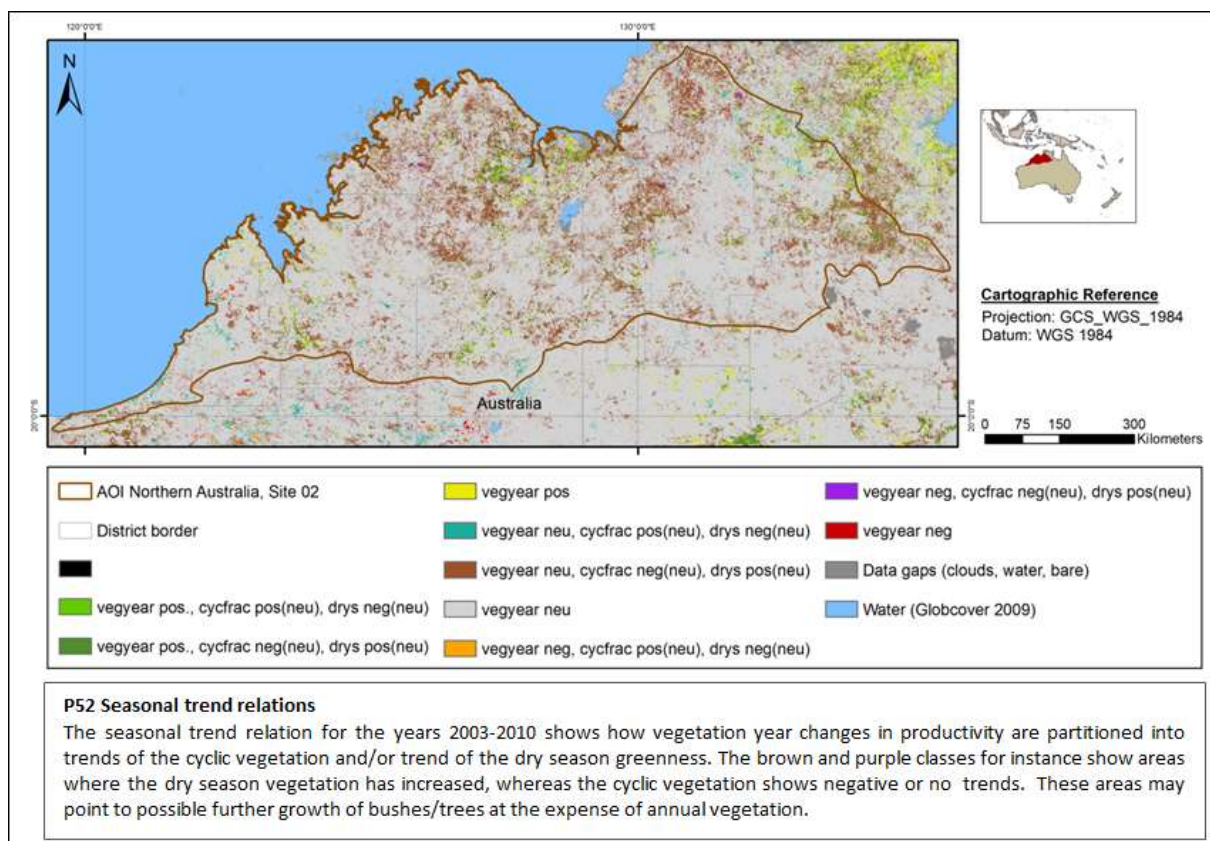 120°0'0"E
130°0'0"E
N
20°0'0"S
20°0'0"S
Australia
Cartographic Reference
Projection: GCS_WGS_1984
Datum: WGS 1984
0 75 150 300
Kilometers
AOI Northern Australia, Site 02
District border
vegyear pos., cycfrac pos(neu), drys neg(neu)
vegyear pos., cycfrac neg(neu), drys pos(neu)
vegyear pos
vegyear neu, cycfrac pos(neu), drys neg(neu)
vegyear neu, cycfrac neg(neu), drys pos(neu)
vegyear neu
vegyear neg, cycfrac pos(neu), drys neg(neu)
vegyear neg, cycfrac neg(neu), drys pos(neu)
vegyear neg
Data gaps (clouds, water, bare)
Water (Globcover 2009)
P52 Seasonal trend relations
The seasonal trend relation for the years 2003-2010 shows how vegetation year changes in productivity are partitioned into
trends of the cyclic vegetation and/or trend of the dry season greenness. The brown and purple classes for instance show areas
where the dry season vegetation has increased, whereas the cyclic vegetation shows negative or no trends. These areas may
point to possible further growth of bushes/trees at the expense of annual vegetation.